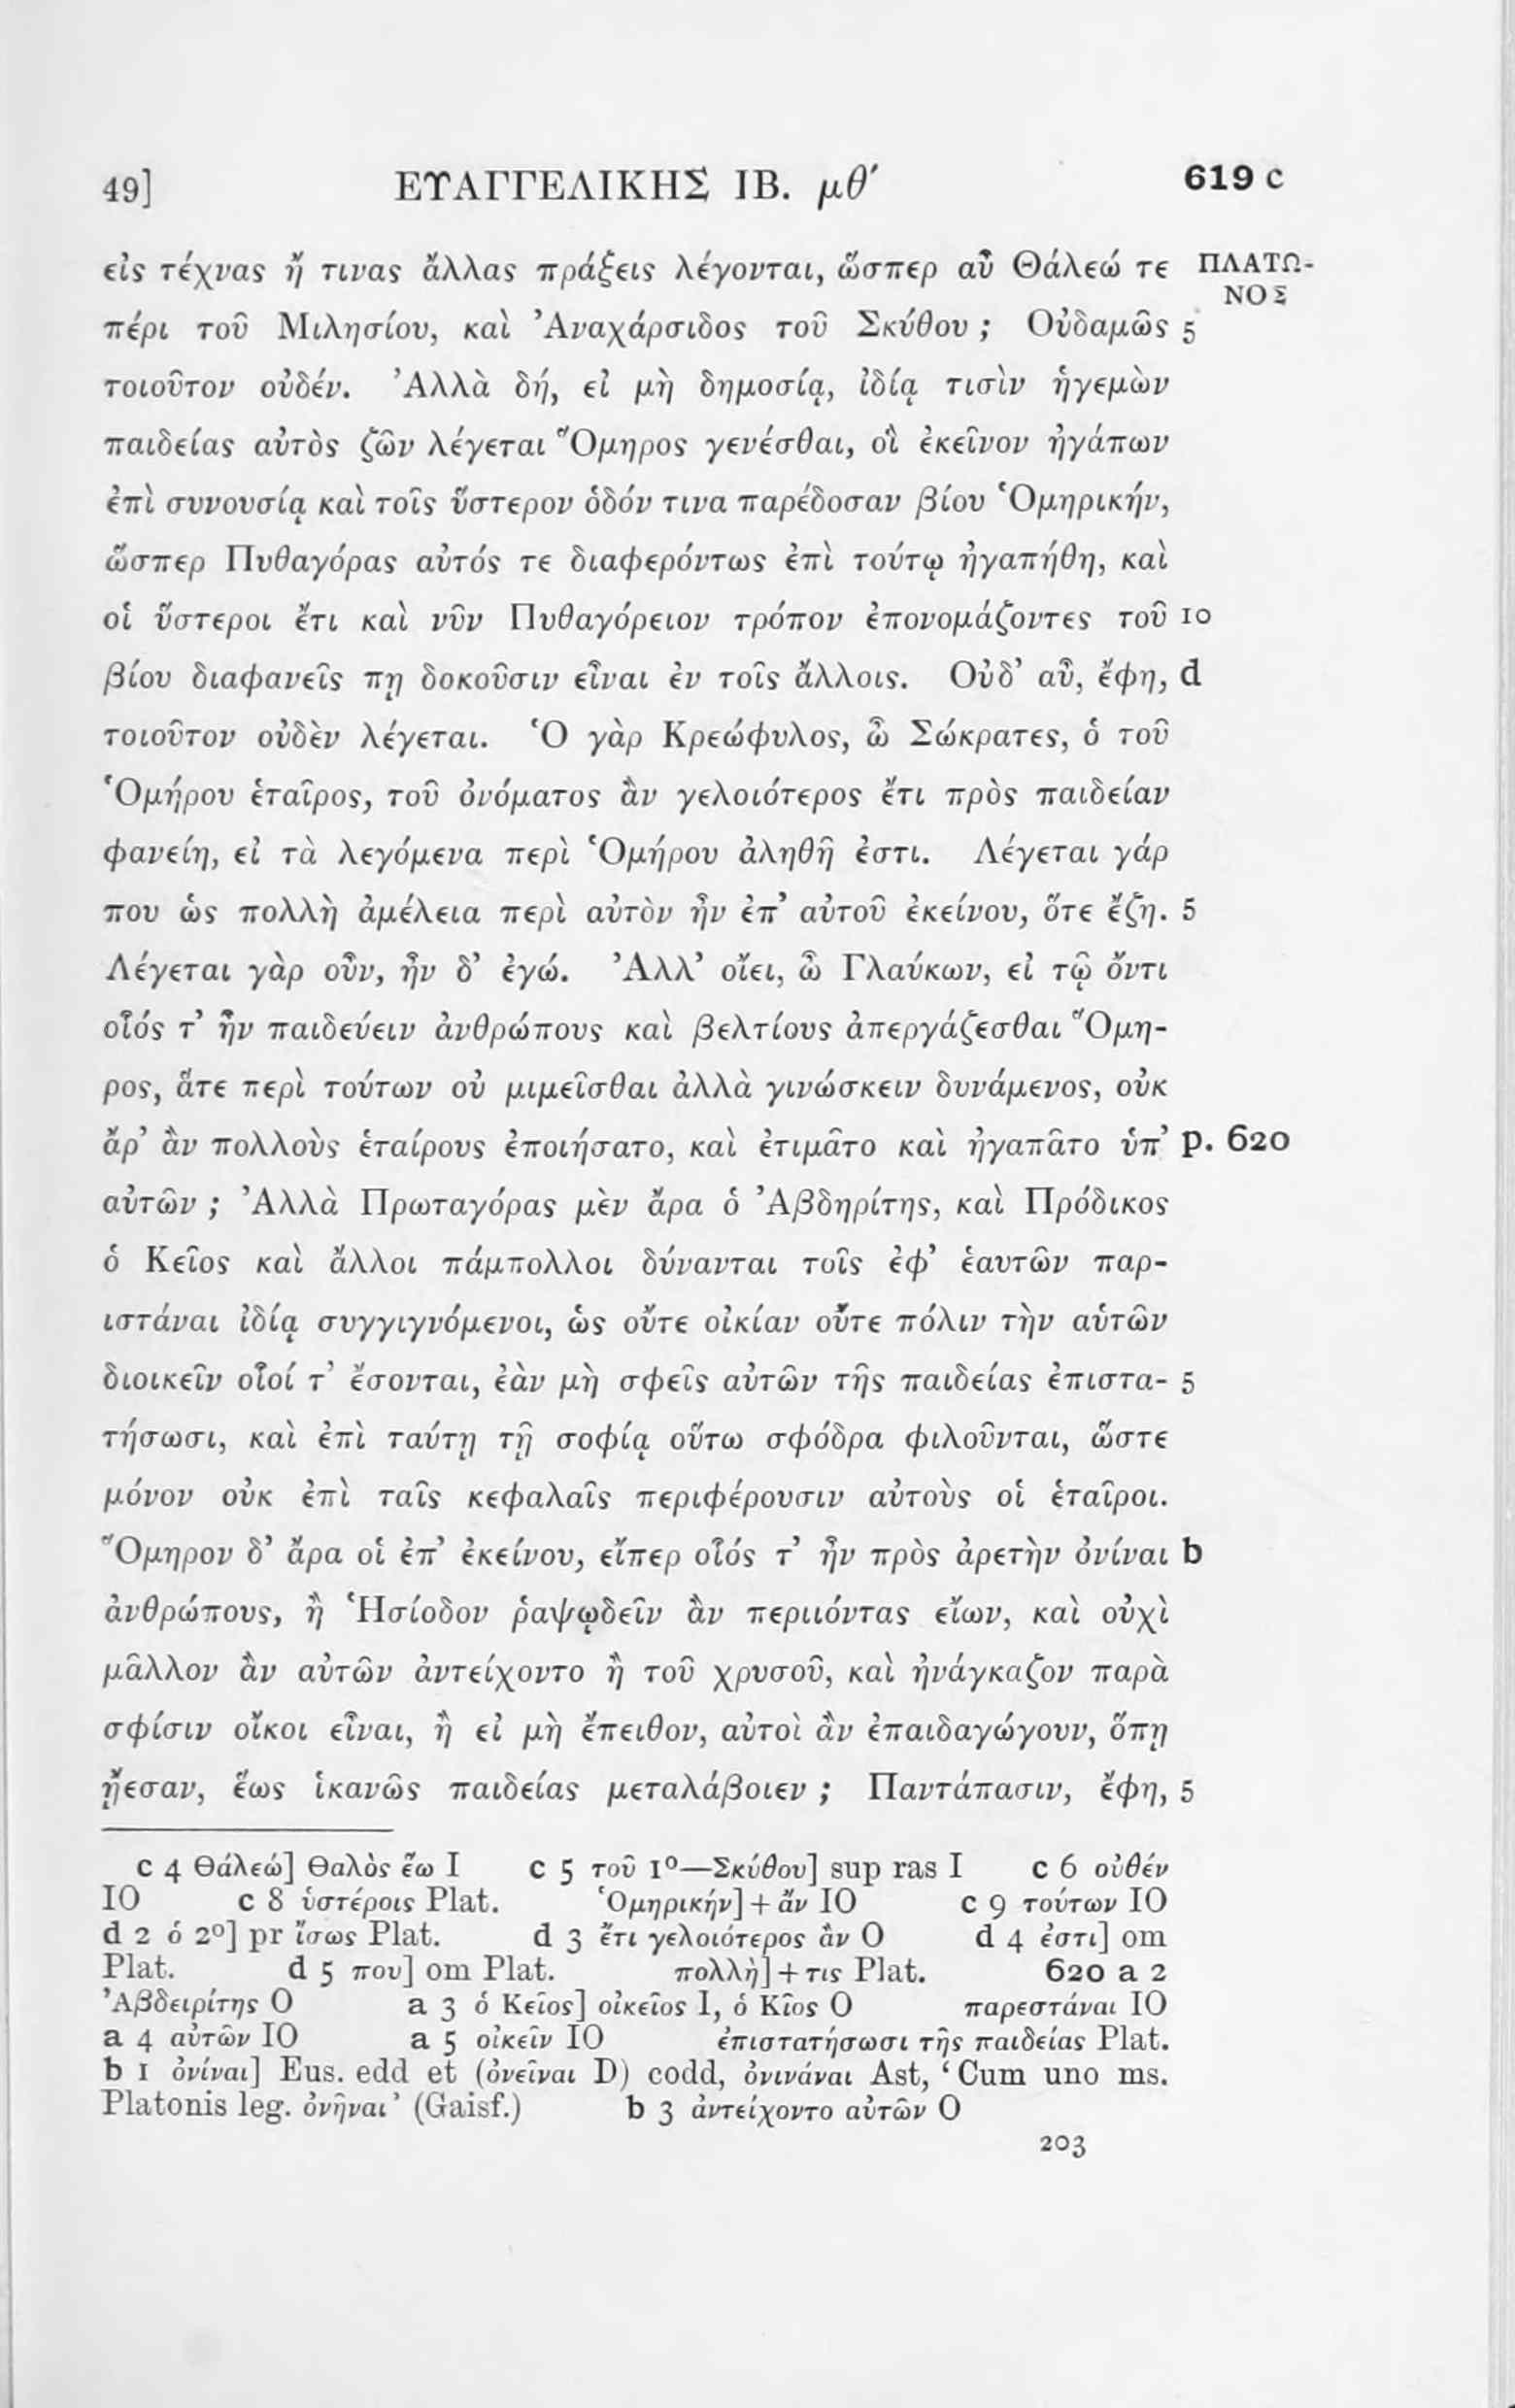 49] ΕΥΑΓΓΕΛΙΚΗΣ ΙΒ. μθ′ 619 c
εἰς τέχνας ἤ τινας ἄλλας πράξεις λέγονται, ὥσπερ αὖ Θάλεώ τε ΠΛΑΤΩ-
ΝΟΣ
πέρι τοῦ Μιλησίου, καὶ Ἀναχάρσιδος τοῦ Σκύθου ; Οὐδαμῶς 5
τοιοῦτον οὐδέν. Ἀλλὰ δή, εἰ μὴ δημοσίᾳ, ἰδίᾳ τισὶν ἡγεμὼν
παιδείας αὐτὸς ζῶν λέγεται Ὅμηρος γενέσθαι, οἳ ἐκεῖνον ἠγάπων
ἐπὶ συνουσίᾳ καὶ τοῖς ὕστερον ὁδόν τινα παρέδοσαν βίου Ὁμηρικήν,
ὥσπερ Πυθαγόρας αὐτός τε διαφερόντως ἐπὶ τούτῳ ἠγαπήθη, καὶ
οἱ ὕστεροι ἔτι καὶ νῦν Πυθαγόρειον τρόπον ἐπονομάζοντες τοῦ 10
βίου διαφανεῖς πῃ δοκοῦσιν εἶναι ἐν τοῖς ἄλλοις. Οὐδ’ αὖ, ἔφη, d
τοιοῦτον οὐδὲν λέγεται. Ὁ γὰρ Κρεώφυλος, ὦ Σώκρατες, ὁ τοῦ
Ὁμήρου ἑταῖρος, τοῦ ὀνόματος ἂν γελοιότερος ἔτι πρὸς παιδείαν
φανείη, εἰ τὰ λεγόμενα περὶ Ὁμήρου ἀληθῆ ἐστι. Λέγεται γάρ
που ὡς πολλὴ ἀμέλεια περὶ αὐτὸν ἦν ἐπ’ αὐτοῦ ἐκείνου, ὅτε ἔζη. 5
Λέγεται γὰρ οὖν, ἦν δ’ ἐγώ. Ἀλλ’ οἴει, ὦ Γλαύκων, εἰ τῷ ὄντι
οἷός τ’ ἦν παιδεύειν ἀνθρώπους καὶ βελτίους ἀπεργάζεσθαι Ὅμη-
ρος, ἅτε περὶ τούτων οὐ μιμεῖσθαι ἀλλὰ γινώσκειν δυνάμενος, οὐκ
ἄρ’ ἂν πολλοὺς ἑταίρους ἐποιήσατο, καὶ ἐτιμᾶτο καὶ ἠγαπᾶτο ὑπ’ p. 620
αὐτῶν ; Ἀλλὰ Πρωταγόρας μὲν ἄρα ὁ Ἀβδηρίτης, καὶ Πρόδικος
ὁ Κεῖος καὶ ἄλλοι πάμπολλοι δύνανται τοῖς ἐφ’ ἑαυτῶν παρ-
ιστάναι ἰδίᾳ συγγιγνόμενοι, ὡς οὔτε οἰκίαν οὔτε πόλιν τὴν αὑτῶν
διοικεῖν οἷοί τ’ ἔσονται, ἐὰν μὴ σφεῖς αὐτῶν τῆς παιδείας ἐπιστα- 5
τήσωσι, καὶ ἐπὶ ταύτῃ τῇ σοφίᾳ οὕτω σφόδρα φιλοῦνται, ὥστε
μόνον οὐκ ἐπὶ ταῖς κεφαλαῖς περιφέρουσιν αὐτοὺς οἱ ἑταῖροι.
Ὅμηρον δ’ ἄρα οἱ ἐπ’ ἐκείνου, εἴπερ οἷός τ’ ἦν πρὸς ἀρετὴν ὀνίναι b
ἀνθρώπους, ἢ Ἡσίοδον ῥαψῳδεῖν ἂν περιιόντας εἴων, καὶ οὐχὶ
μᾶλλον ἂν αὐτῶν ἀντείχοντο ἢ τοῦ χρυσοῦ, καὶ ἠνάγκαζον παρὰ
σφίσιν οἴκοι εἶναι, ἢ εἰ μὴ ἔπειθον, αὐτοὶ ἂν ἐπαιδαγώγουν, ὅπῃ
ᾔεσαν, ἕως ἱκανῶς παιδείας μεταλάβοιεν ; Παντάπασιν, ἔφη, 5
c 4 Θάλεώ] Θαλὸς ἕω I c 5 τοῦ 1º—Σκύθου] sup ras I c 6 οὐθέν
IO c 8 ὑστέροις Plat. Ὁμηρικήν]+ἄν IO c 9 τούτων IO
d 2 ὁ 2º] pr ἴσως Plat. d 3 ἔτι γελοιότερος ἂν O d 4 ἐστι] om
Plat. d 5 που] om Plat. πολλὴ]+τις Plat. 620 a 2
Ἀβδειρίτης O a 3 ὁ Κεῖος] οἰκεῖος I, ὁ Κῖος O παρεστάναι IO
a 4 αὐτῶν IO a 5 οἰκεῖν IO ἐπιστατήσωσι τῆς παιδείας Plat.
b 1 ὀνίναι] Eus. edd et (ὀνεῖναι D) codd, ὀνινάναι Ast, ‘Cum uno ms.
Platonis leg. ὀνῆναι’ (Gaisf.) b 3 ἀντείχοντο αὐτῶν O
203